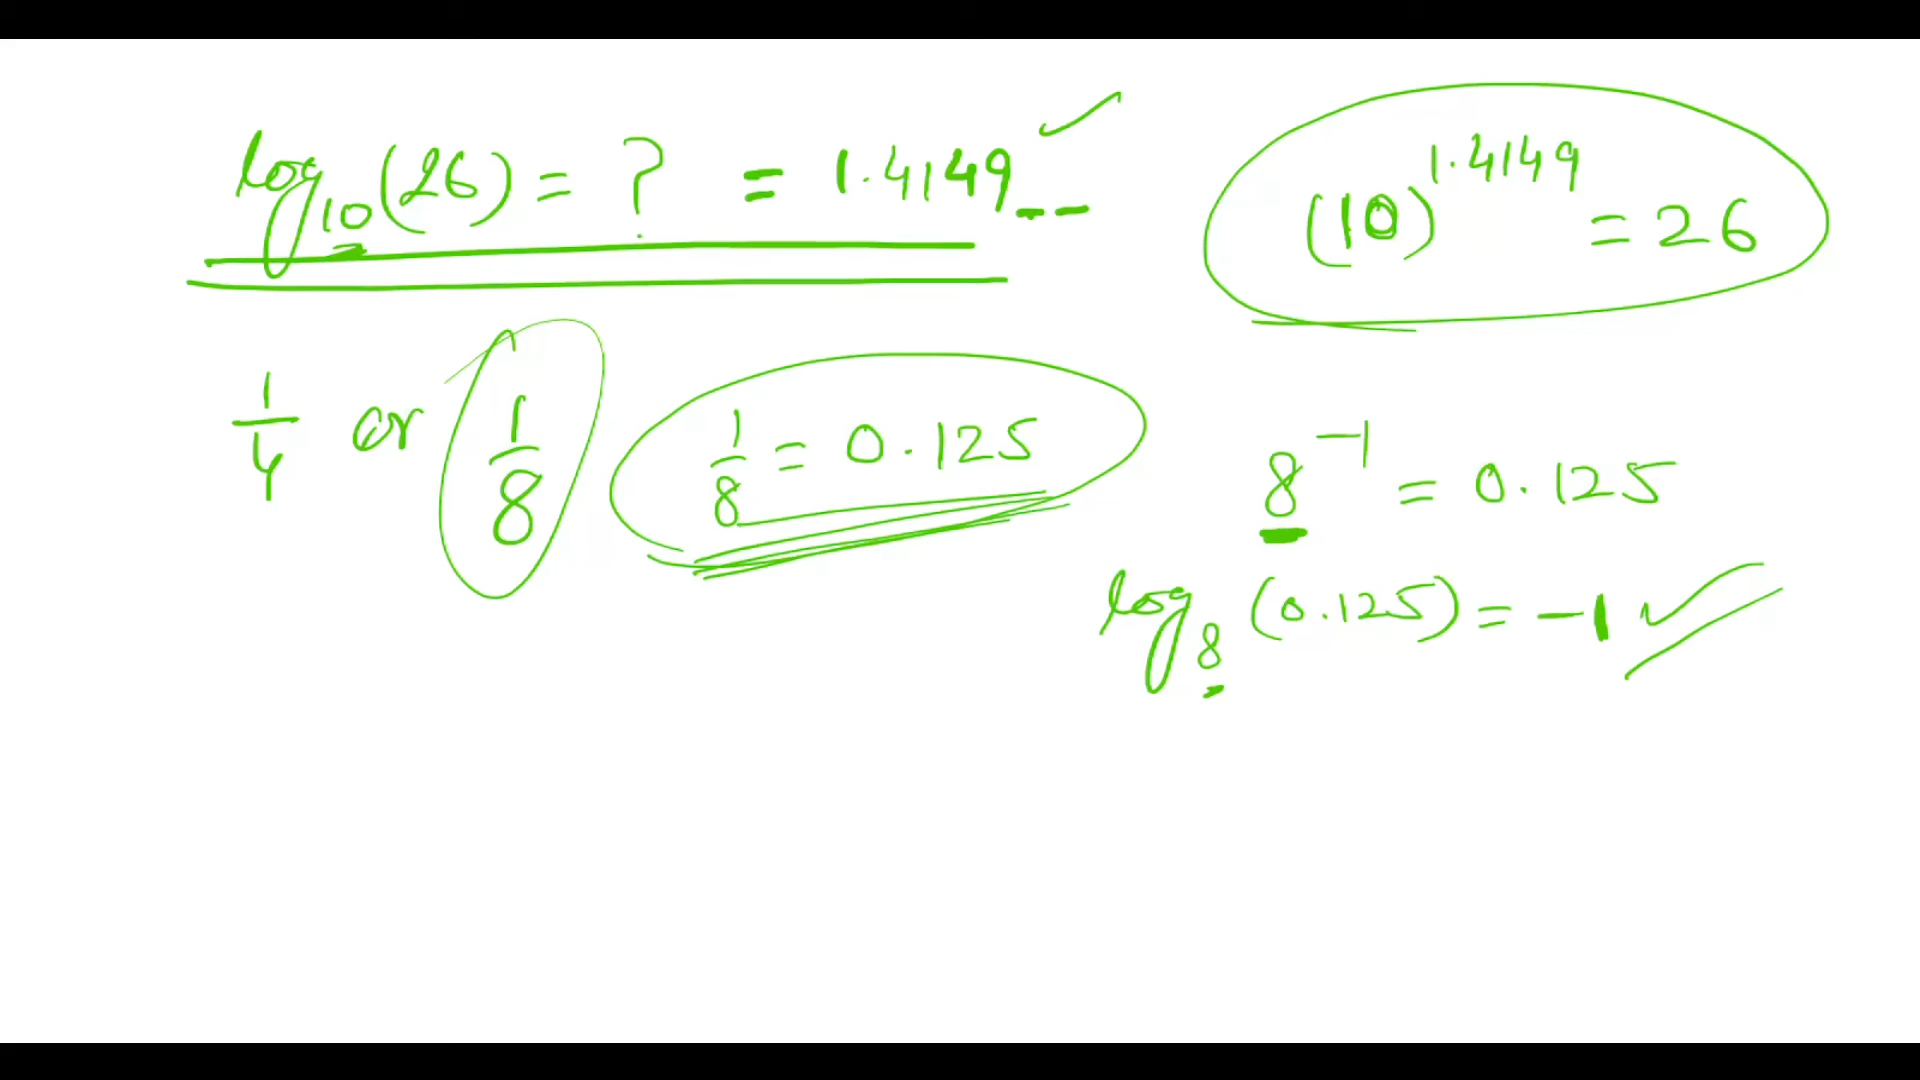 log₁₀(26) = ? = 1.4149--
(10)^1.4149 = 26
1/4 or 1/8
1/8 = 0.125
8⁻¹ = 0.125
log₈(0.125) = -1